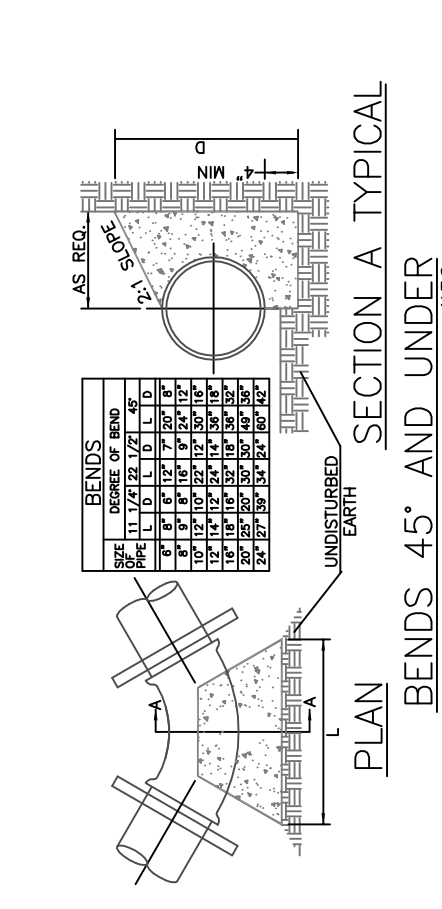 BENDS
SIZE OF PIPE
DEGREE OF BEND
11 1/4° 22 1/2° 45°
L D L D L D
6" 8" 6" 12" 7" 20" 8"
8" 9" 8" 16" 9" 24" 12"
10" 12" 10" 22" 12" 30" 16"
12" 14" 12" 24" 14" 36" 18"
16" 18" 16" 32" 18" 36" 32"
20" 25" 20" 30" 30" 49" 36"
24" 27" 39" 34" 24" 60" 42"
AS REQ.
2:1 SLOPE
D
4" MIN
A
A
L
UNDISTURBED
EARTH
PLAN
SECTION A TYPICAL
BENDS 45° AND UNDER